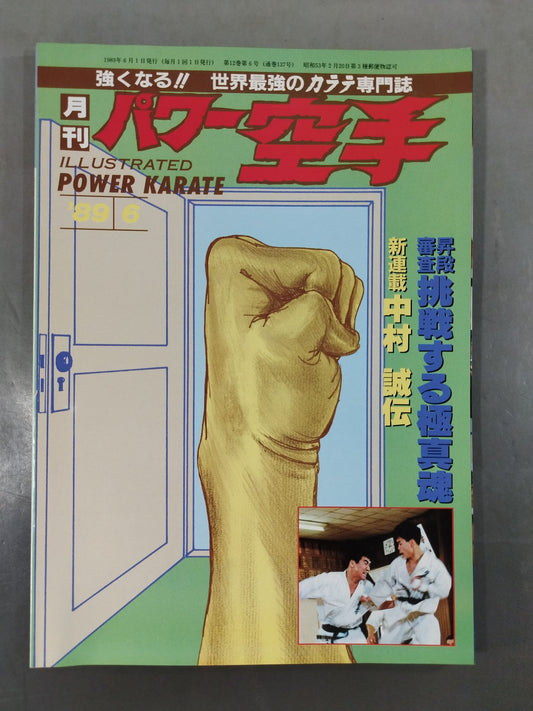 1989年6月1日発行(毎月1回1日発行) 第12巻第6号(通巻137号) 昭和53年2月20日第3種郵便物認可
強くなる!! 世界最強のカラテ専門誌
月刊
パワー空手
ILLUSTRATED
POWER KARATE
'89 6
昇段審査
挑戦する極真魂
新連載
中村 誠伝